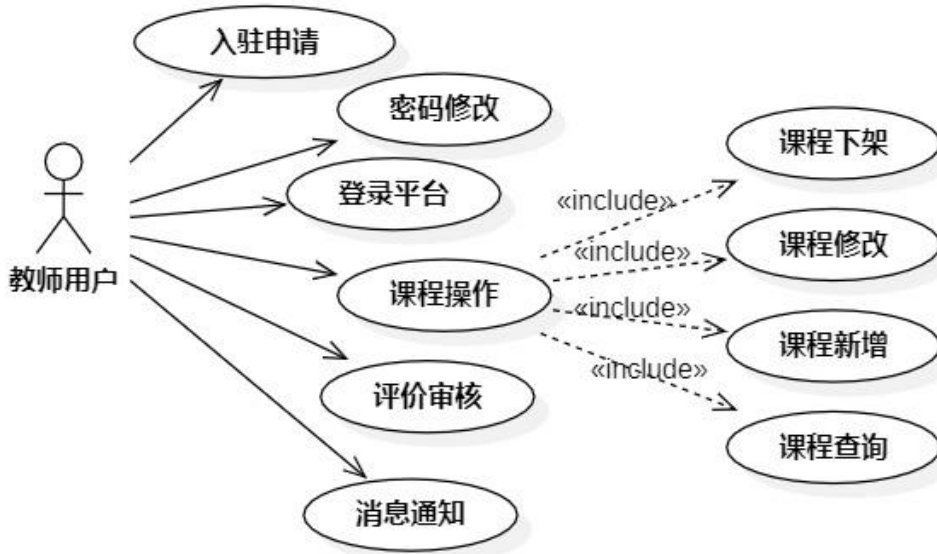 入驻申请
密码修改
登录平台
课程操作
评价审核
消息通知
教师用户
«include»
«include»
«include»
«include»
课程下架
课程修改
课程新增
课程查询